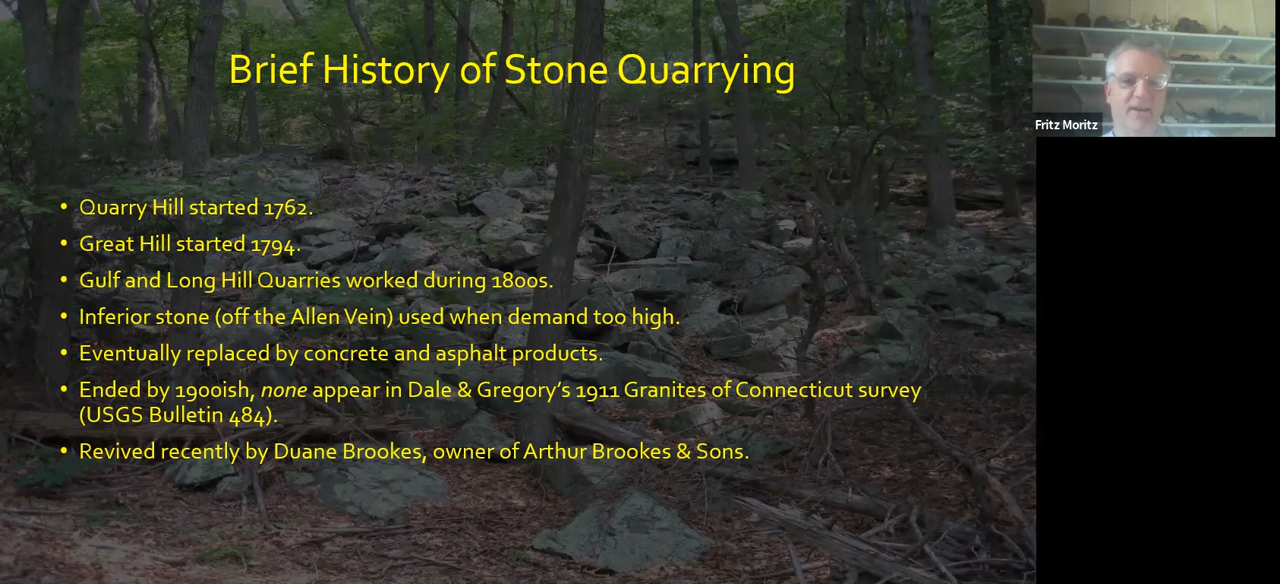 Brief History of Stone Quarrying
Fritz Moritz
• Quarry Hill started 1762.
• Great Hill started 1794.
• Gulf and Long Hill Quarries worked during 1800s.
• Inferior stone (off the Allen Vein) used when demand too high.
• Eventually replaced by concrete and asphalt products.
• Ended by 1900ish, none appear in Dale & Gregory’s 1911 Granites of Connecticut survey
(USGS Bulletin 484).
• Revived recently by Duane Brookes, owner of Arthur Brookes & Sons.